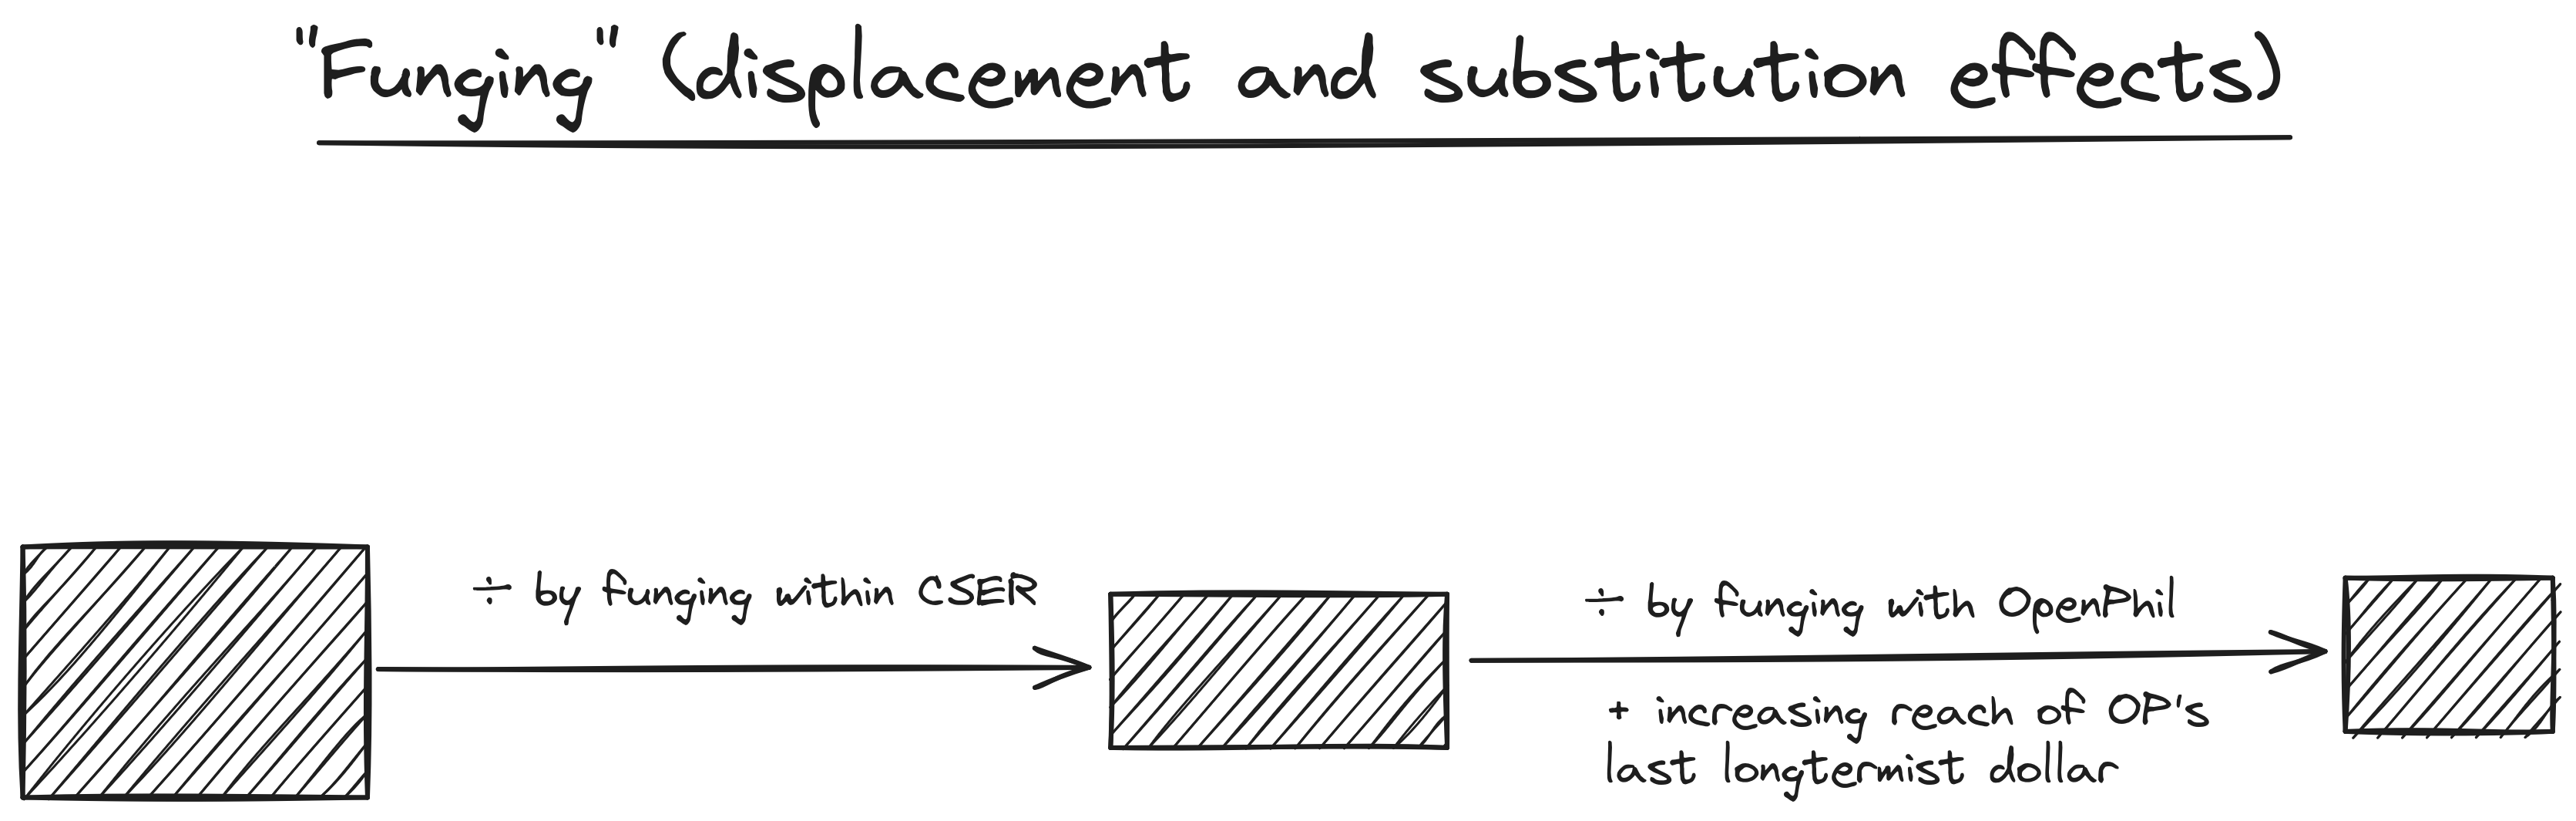 "Funging" (displacement and substitution effects)
÷ by funging within CSER
÷ by funging with OpenPhil
+ increasing reach of OP's
last longtermist dollar